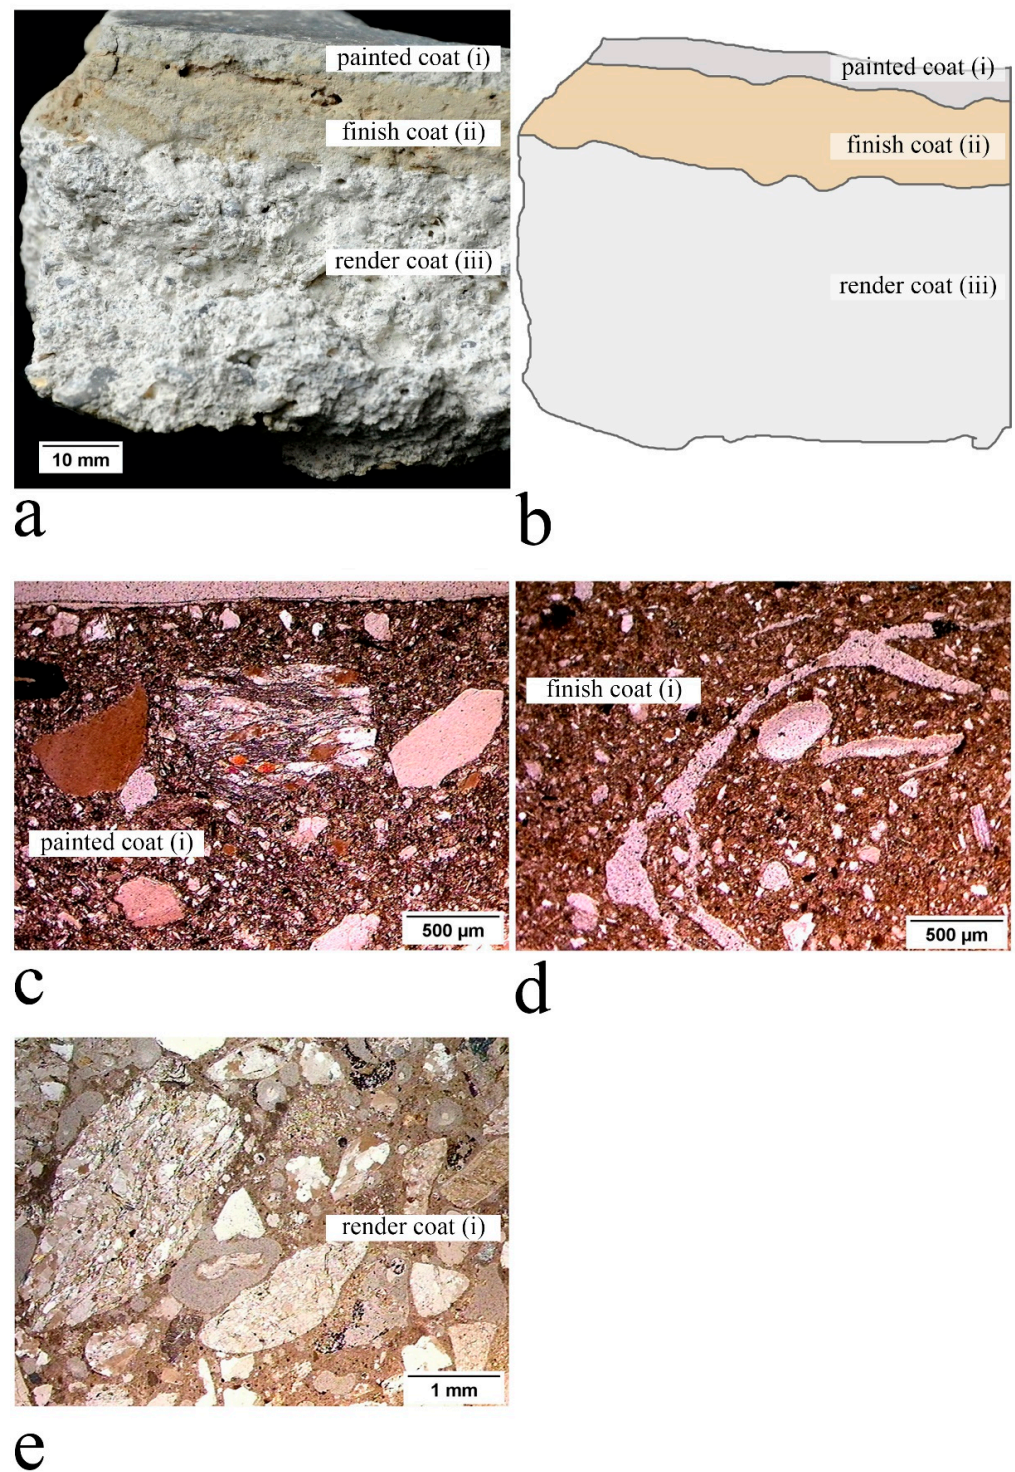 painted coat (i)
finish coat (ii)
render coat (iii)
10 mm
a
painted coat (i)
finish coat (ii)
render coat (iii)
b
painted coat (i)
500 µm
c
finish coat (i)
500 µm
d
render coat (i)
1 mm
e